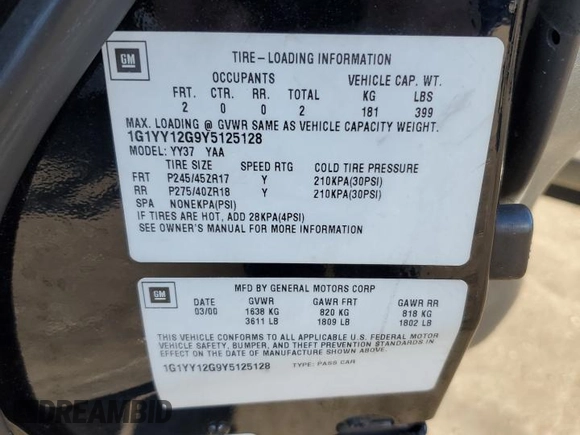 GM
TIRE-LOADING INFORMATION
OCCUPANTS VEHICLE CAP. WT.
FRT. CTR. RR. TOTAL KG LBS
2 0 0 2 181 399
MAX. LOADING @ GVWR SAME AS VEHICLE CAPACITY WEIGHT.
1G1YY12G9Y5125128
MODEL: YY37 YAA
TIRE SIZE SPEED RTG COLD TIRE PRESSURE
FRT P245/45ZR17 Y 210KPA(30PSI)
RR P275/40ZR18 Y 210KPA(30PSI)
SPA NONEKPA(PSI)
IF TIRES ARE HOT, ADD 28KPA(4PSI)
SEE OWNER'S MANUAL FOR MORE INFORMATION
GM
MFD BY GENERAL MOTORS CORP
DATE GVWR GAWR FRT GAWR RR
03/00 1638 KG 820 KG 818 KG
3611 LB 1809 LB 1802 LB
THIS VEHICLE CONFORMS TO ALL APPLICABLE U.S. FEDERAL MOTOR
VEHICLE SAFETY, BUMPER, AND THEFT PREVENTION STANDARDS
IN EFFECT ON THE DATE OF MANUFACTURE SHOWN ABOVE.
1G1YY12G9Y5125128 TYPE: PASS CAR
IDREAMBID